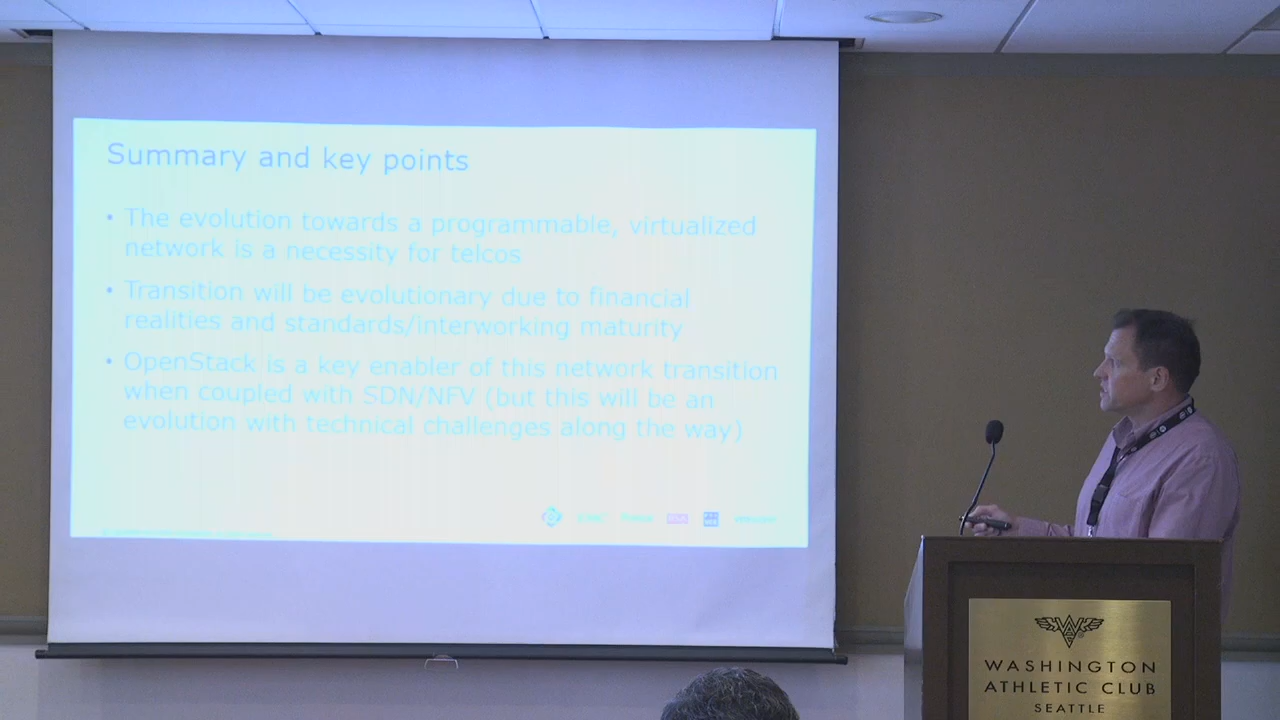 Summary and key points
• The evolution towards a programmable, virtualized
network is a necessity for telcos
• Transition will be evolutionary due to financial
realities and standards/interworking maturity
• OpenStack is a key enabler of this network transition
when coupled with SDN/NFV (but this will be an
evolution with technical challenges along the way)
RSA
WASHINGTON
ATHLETIC CLUB
SEATTLE